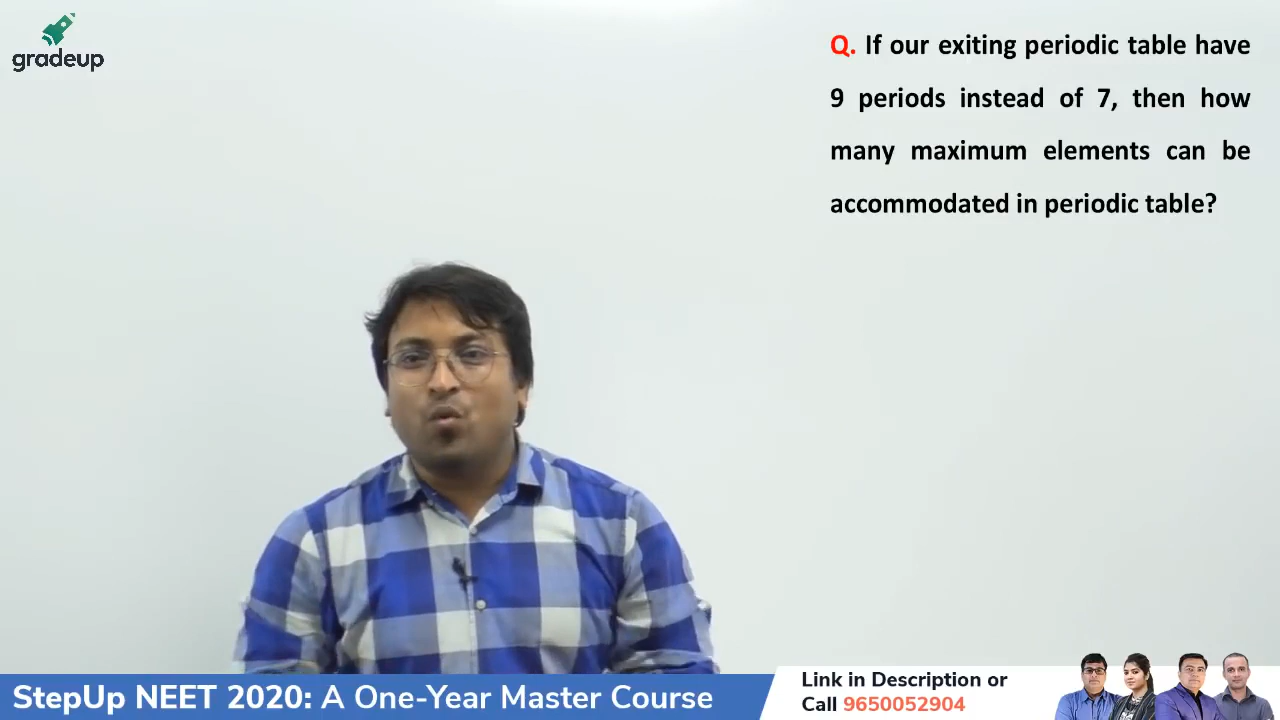 gradeup
Q. If our exiting periodic table have
9 periods instead of 7, then how
many maximum elements can be
accommodated in periodic table?
StepUp NEET 2020: A One-Year Master Course
Link in Description or
Call 9650052904